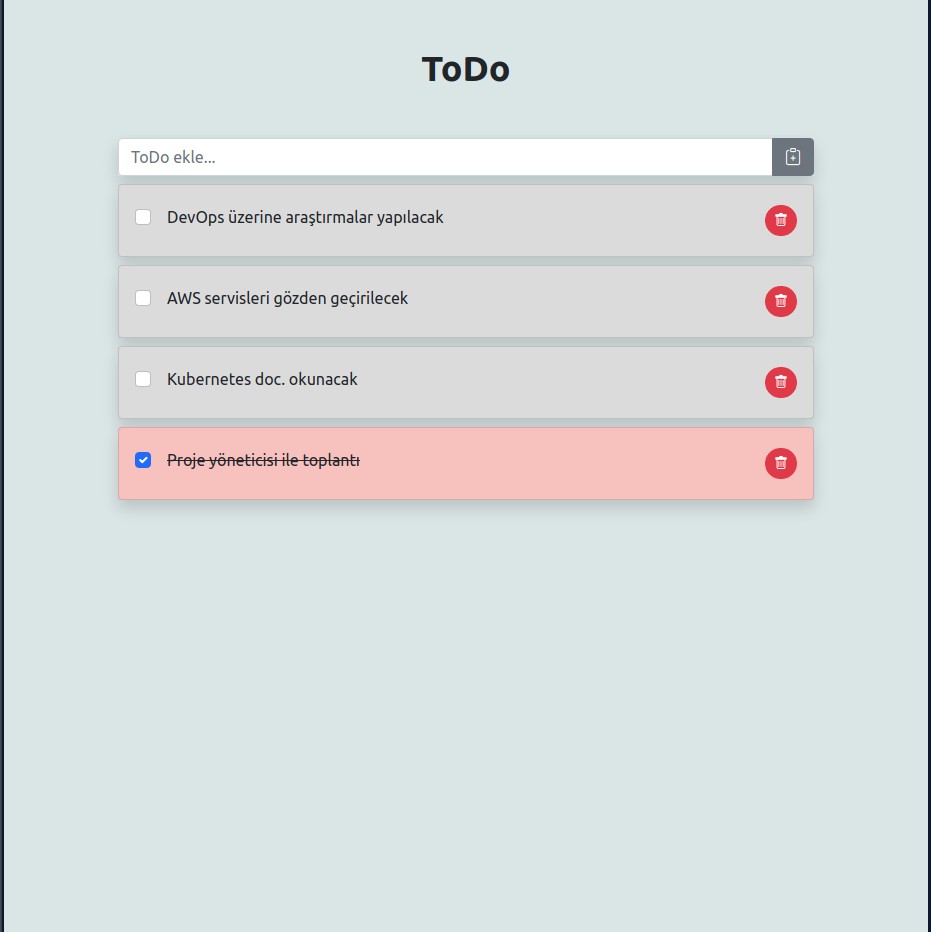 ToDo
ToDo ekle...
DevOps üzerine araştırmalar yapılacak
AWS servisleri gözden geçirilecek
Kubernetes doc. okunacak
Proje yöneticisi ile toplantı